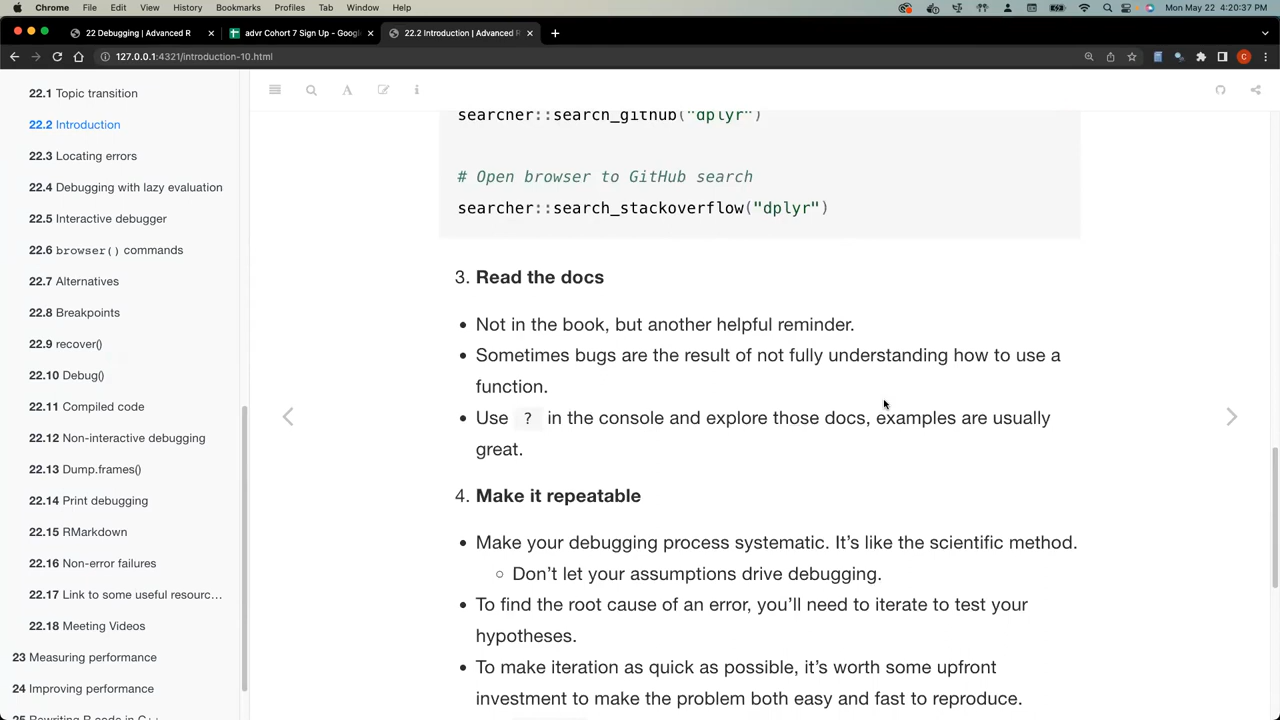 Chrome File Edit View History Bookmarks Profiles Tab Window Help Mon May 22 4:20:37 PM
22 Debugging | Advanced R
advr Cohort 7 Sign Up - Googl
22.2 Introduction | Advanced R
127.0.0.1:4321/introduction-10.html
22.1 Topic transition
22.2 Introduction
22.3 Locating errors
22.4 Debugging with lazy evaluation
22.5 Interactive debugger
22.6 browser() commands
22.7 Alternatives
22.8 Breakpoints
22.9 recover()
22.10 Debug()
22.11 Compiled code
22.12 Non-interactive debugging
22.13 Dump.frames()
22.14 Print debugging
22.15 RMarkdown
22.16 Non-error failures
22.17 Link to some useful resourc…
22.18 Meeting Videos
23 Measuring performance
24 Improving performance
25 Rewriting R code in C++
searcher::search_github("dplyr")
# Open browser to GitHub search
searcher::search_stackoverflow("dplyr")
3. Read the docs
• Not in the book, but another helpful reminder.
• Sometimes bugs are the result of not fully understanding how to use a
function.
• Use ? in the console and explore those docs, examples are usually
great.
4. Make it repeatable
• Make your debugging process systematic. It's like the scientific method.
◦ Don't let your assumptions drive debugging.
• To find the root cause of an error, you'll need to iterate to test your
hypotheses.
• To make iteration as quick as possible, it's worth some upfront
investment to make the problem both easy and fast to reproduce.